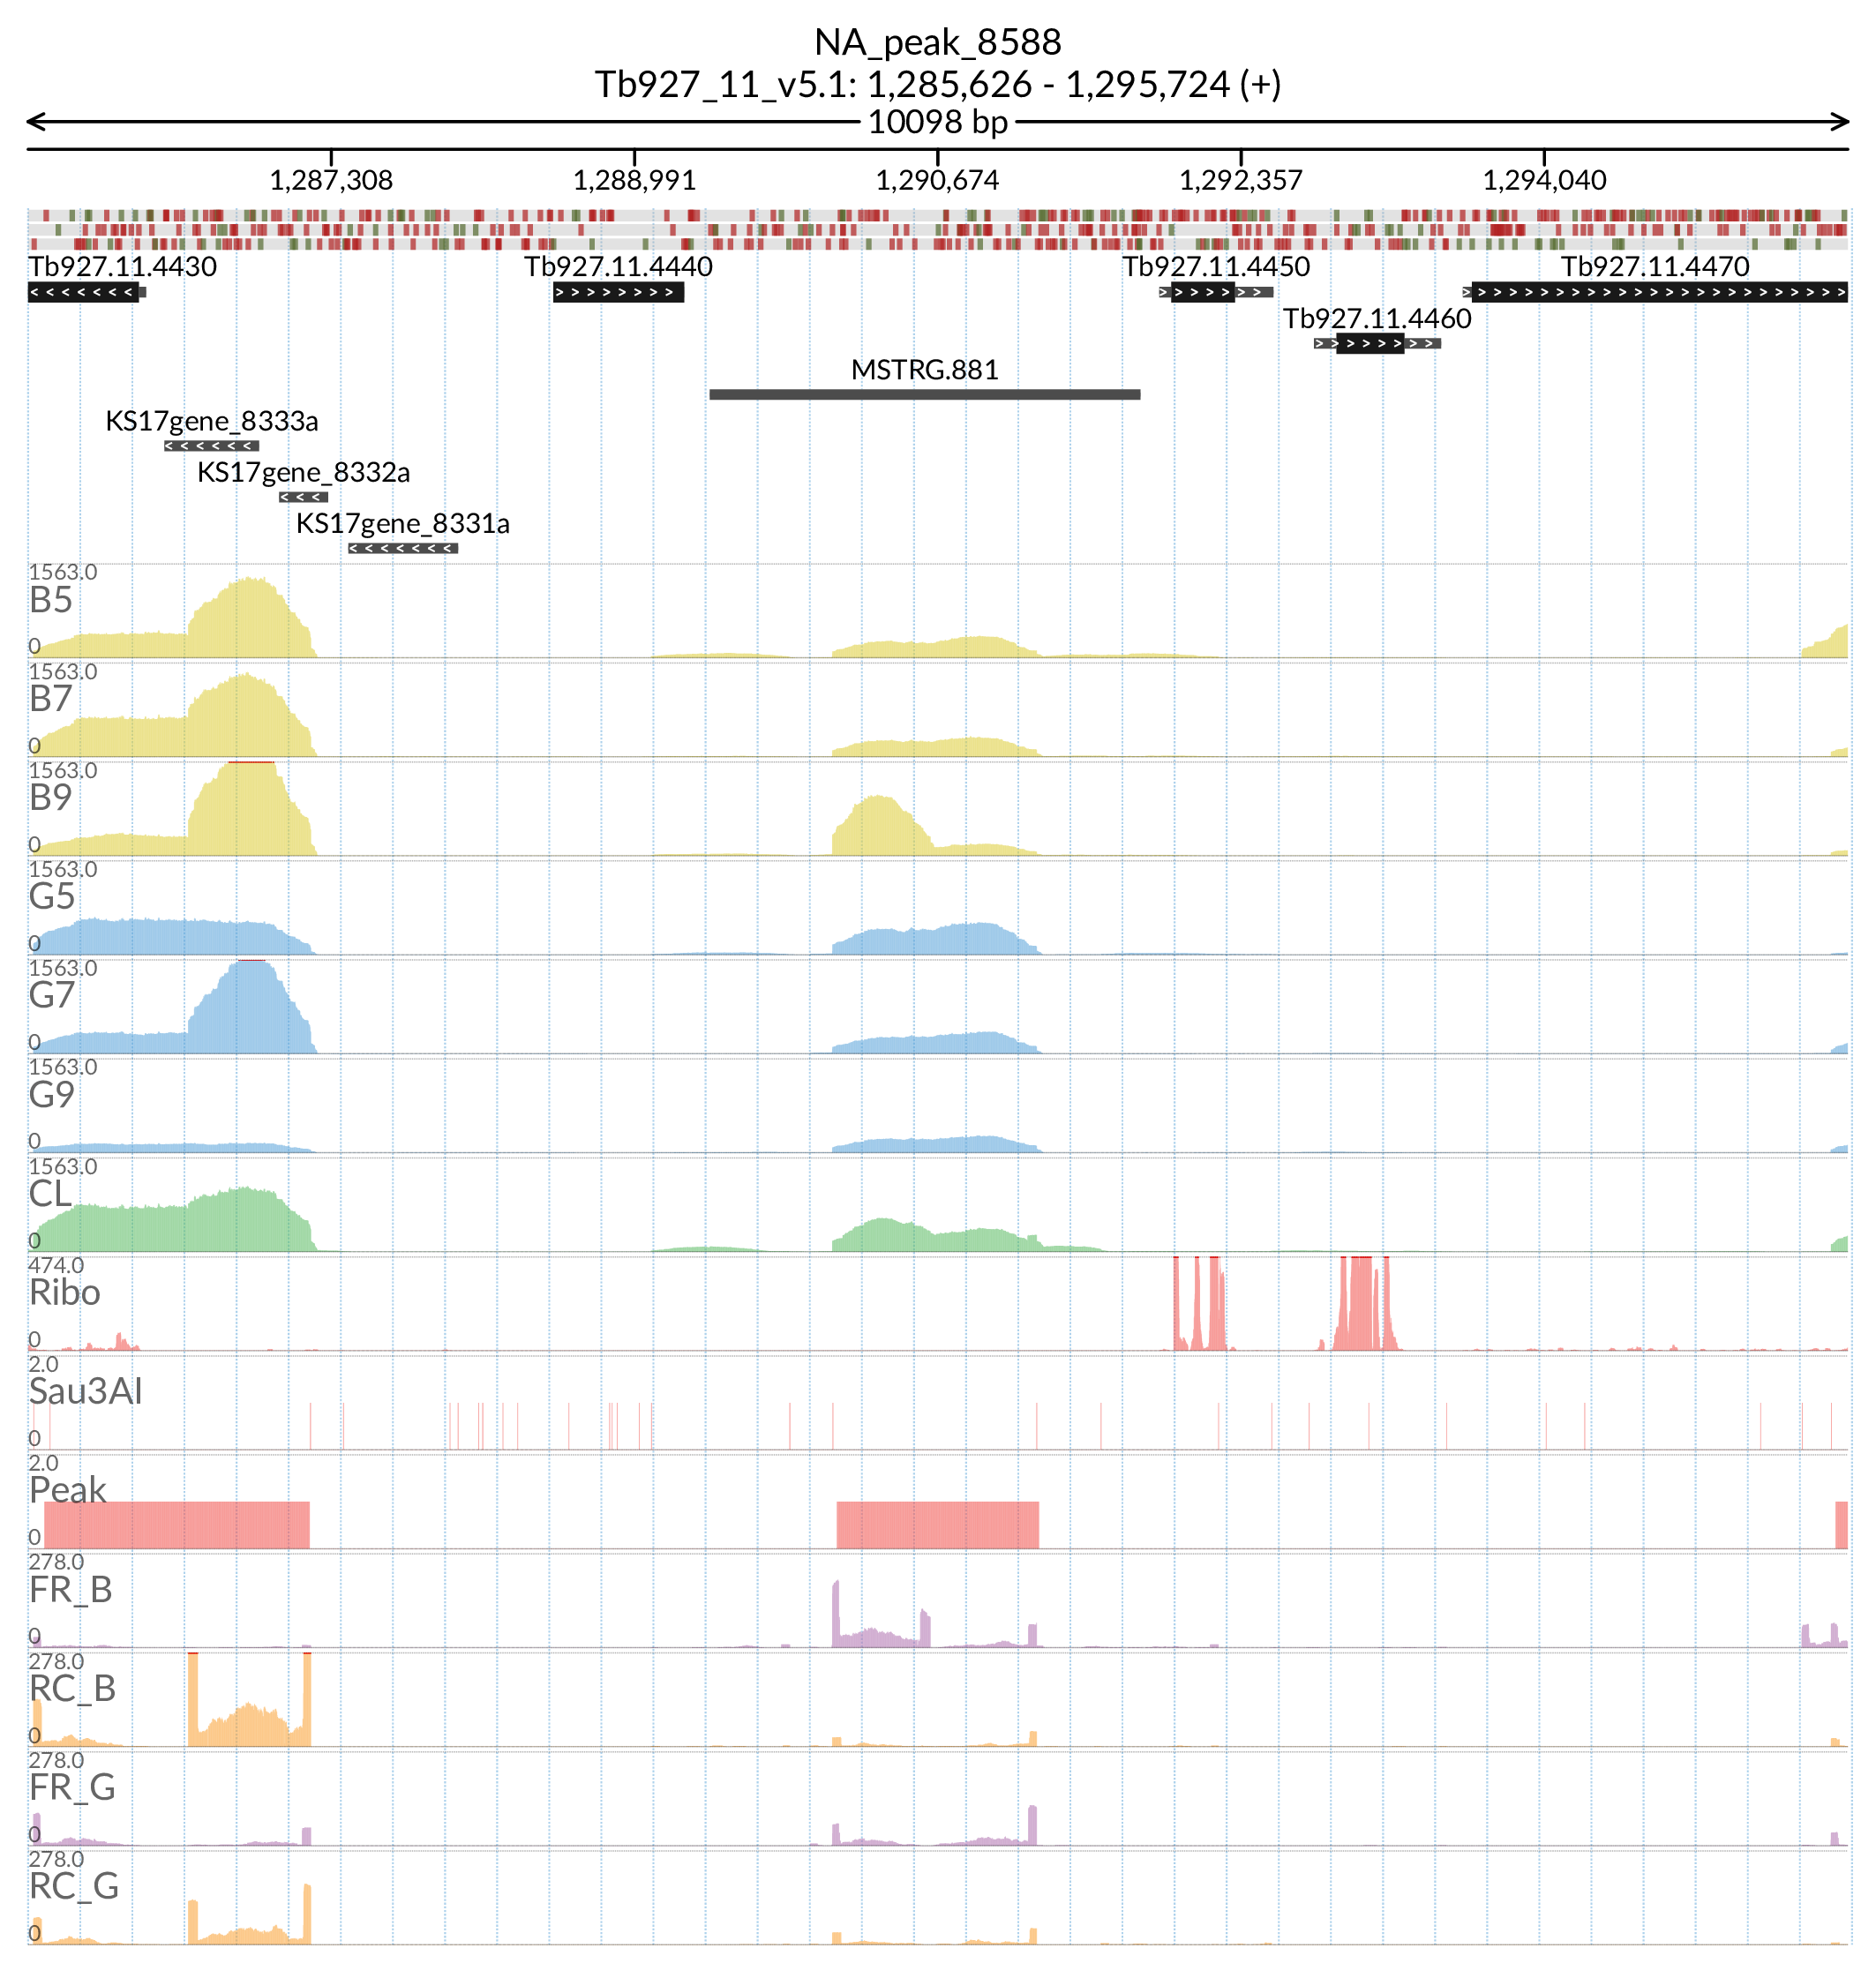 NA_peak_8588
Tb927_11_v5.1: 1,285,626 - 1,295,724 (+)
10098 bp
1,287,308 1,288,991 1,290,674 1,292,357 1,294,040
Tb927.11.4430 Tb927.11.4440 Tb927.11.4450 Tb927.11.4470
Tb927.11.4460
MSTRG.881
KS17gene_8333a
KS17gene_8332a
KS17gene_8331a
1563.0
B5
0
1563.0
B7
0
1563.0
B9
0
1563.0
G5
0
1563.0
G7
0
1563.0
G9
0
1563.0
CL
0
474.0
Ribo
0
2.0
Sau3AI
0
2.0
Peak
0
278.0
FR_B
0
278.0
RC_B
0
278.0
FR_G
0
278.0
RC_G
0